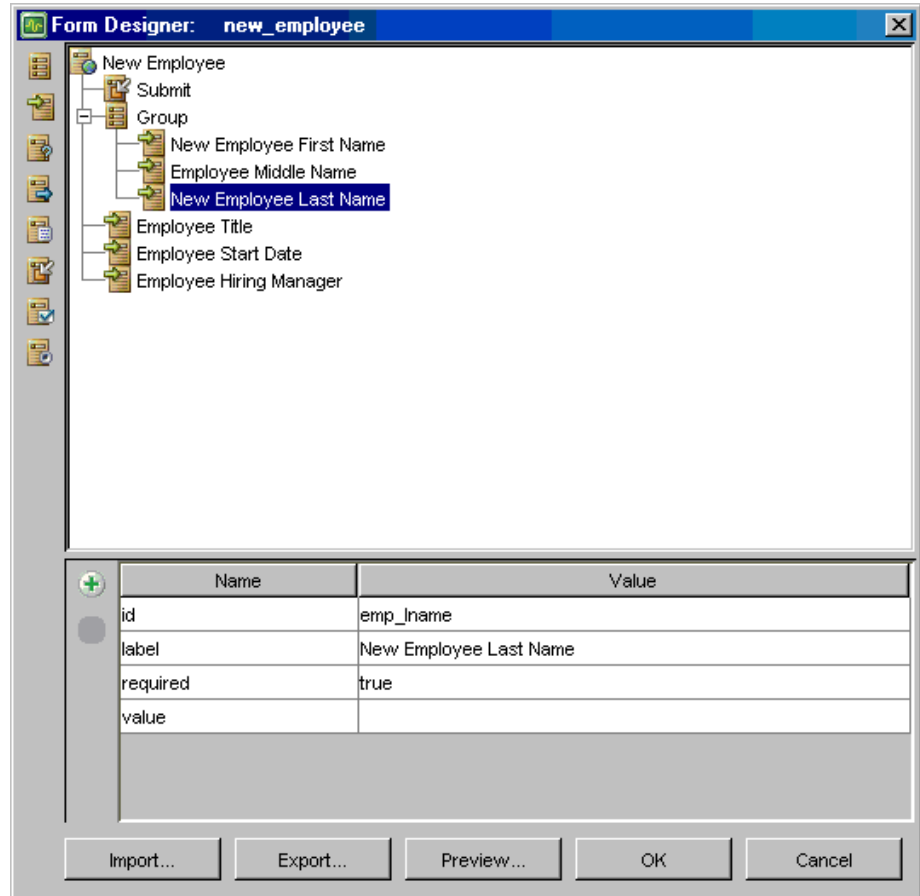 Form Designer: new_employee
New Employee
Submit
Group
New Employee First Name
Employee Middle Name
New Employee Last Name
Employee Title
Employee Start Date
Employee Hiring Manager
Name Value
id emp_lname
label New Employee Last Name
required true
value
Import... Export... Preview... OK Cancel